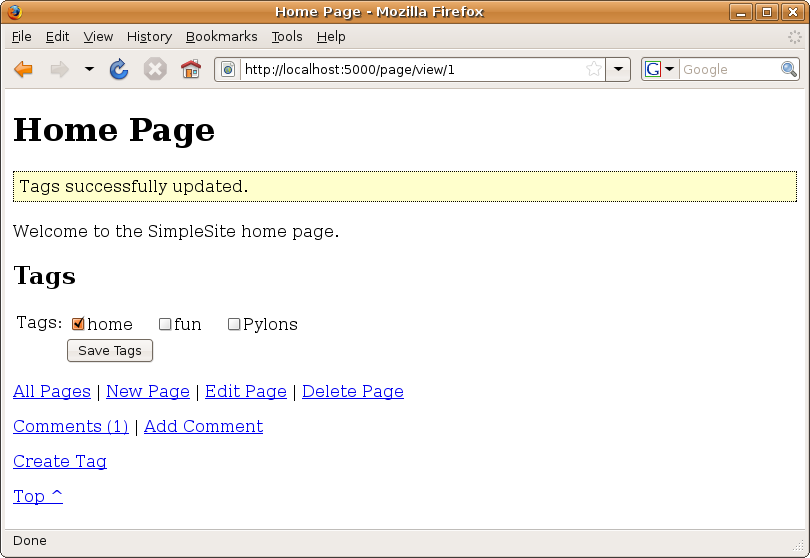 Home Page - Mozilla Firefox
File Edit View History Bookmarks Tools Help
http://localhost:5000/page/view/1 G Google
Home Page
Tags successfully updated.
Welcome to the SimpleSite home page.
Tags
Tags: home fun Pylons
Save Tags
All Pages | New Page | Edit Page | Delete Page
Comments (1) | Add Comment
Create Tag
Top ^
Done